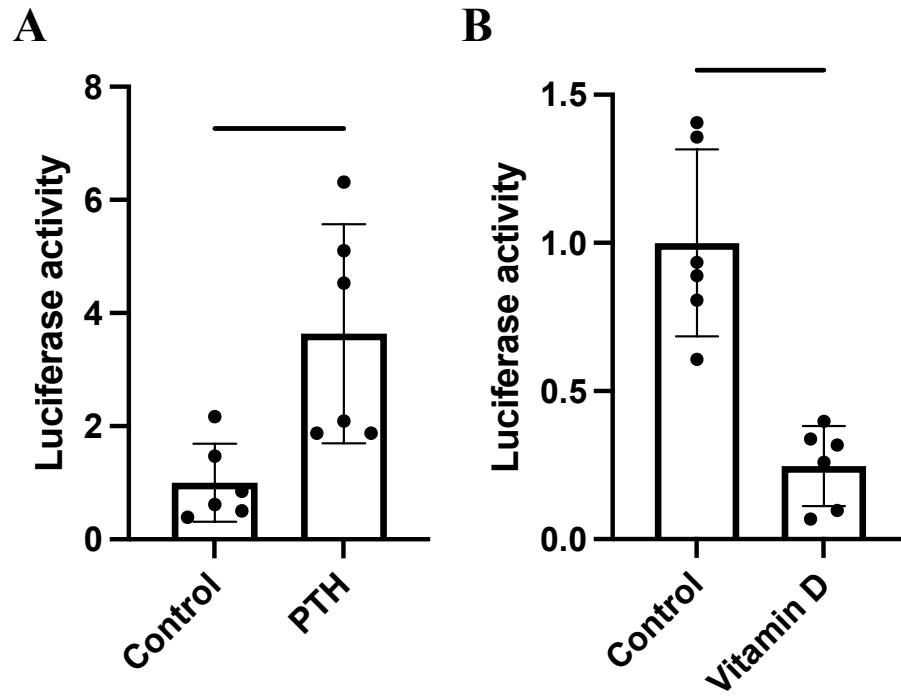 A
Luciferase activity
8
6
4
2
0
Control
PTH
B
Luciferase activity
1.5
1.0
0.5
0.0
Control
Vitamin D